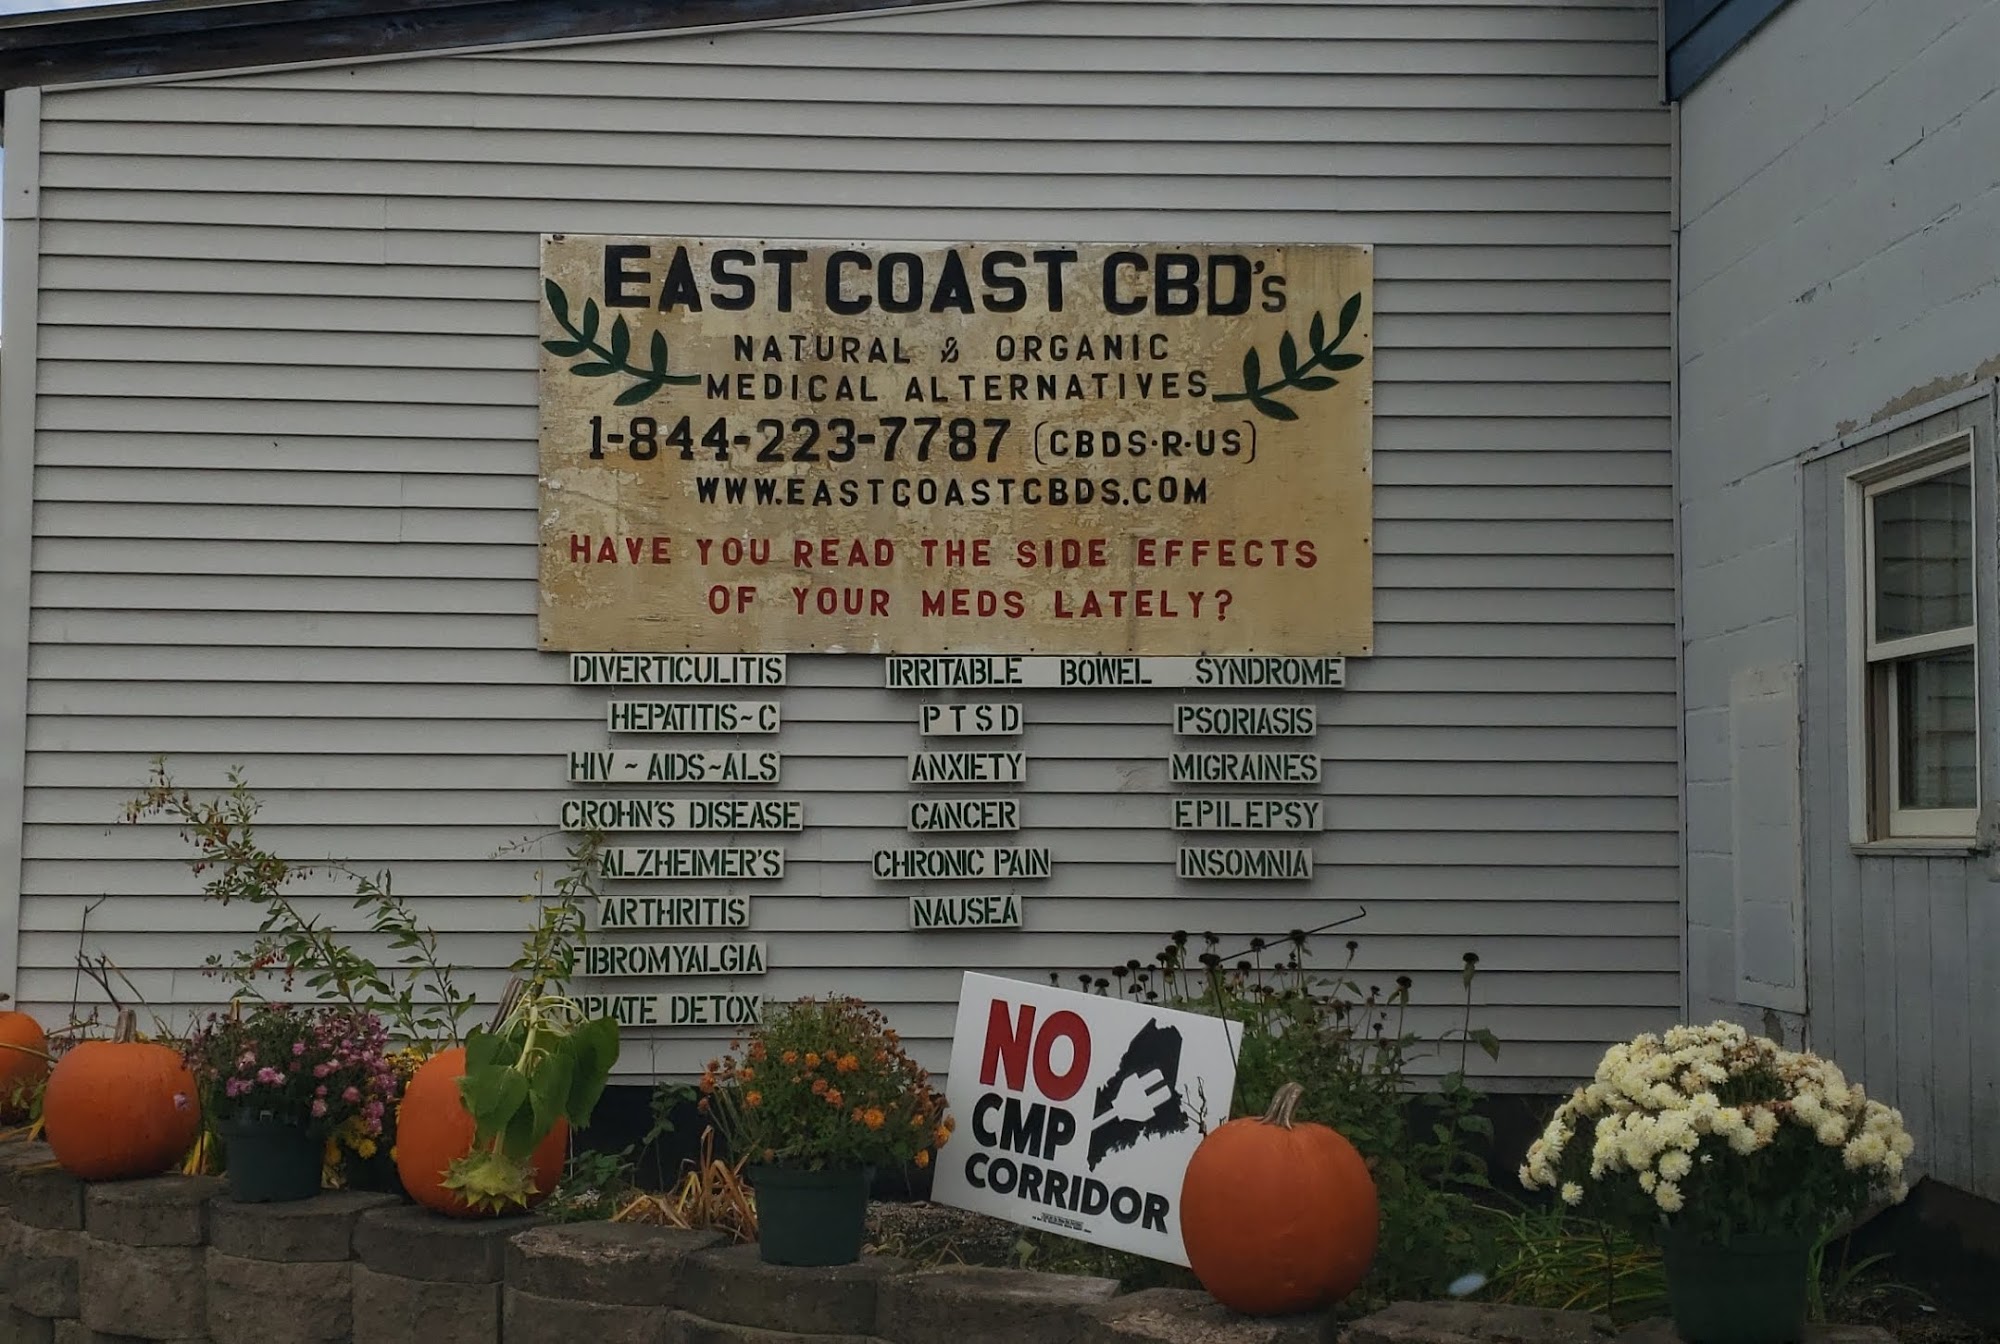 EAST COAST CBD's
NATURAL & ORGANIC
MEDICAL ALTERNATIVES
1-844-223-7787 (CBDS·R·US)
WWW.EASTCOASTCBDS.COM
HAVE YOU READ THE SIDE EFFECTS
OF YOUR MEDS LATELY?
DIVERTICULITIS
HEPATITIS~C
HIV ~ AIDS~ALS
CROHN'S DISEASE
ALZHEIMER'S
ARTHRITIS
FIBROMYALGIA
OPIATE DETOX
IRRITABLE BOWEL SYNDROME
PTSD
ANXIETY
CANCER
CHRONIC PAIN
NAUSEA
PSORIASIS
MIGRAINES
EPILEPSY
INSOMNIA
NO
CMP
CORRIDOR